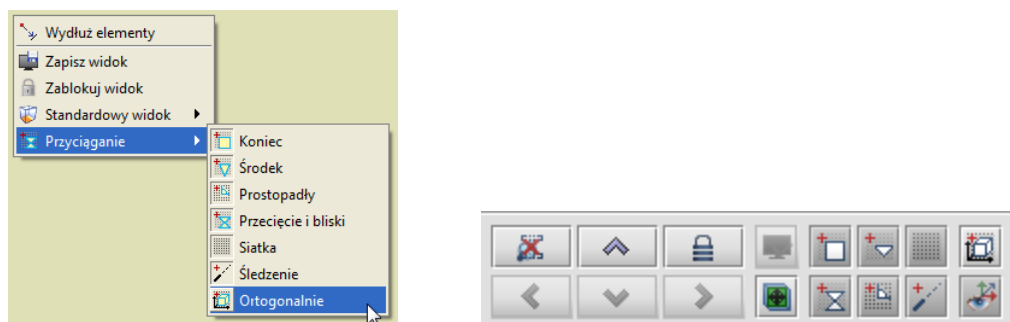 Wydłuż elementy
Zapisz widok
Zablokuj widok
Standardowy widok
Przyciąganie
Koniec
Środek
Prostopadły
Przecięcie i bliski
Siatka
Śledzenie
Ortogonalnie